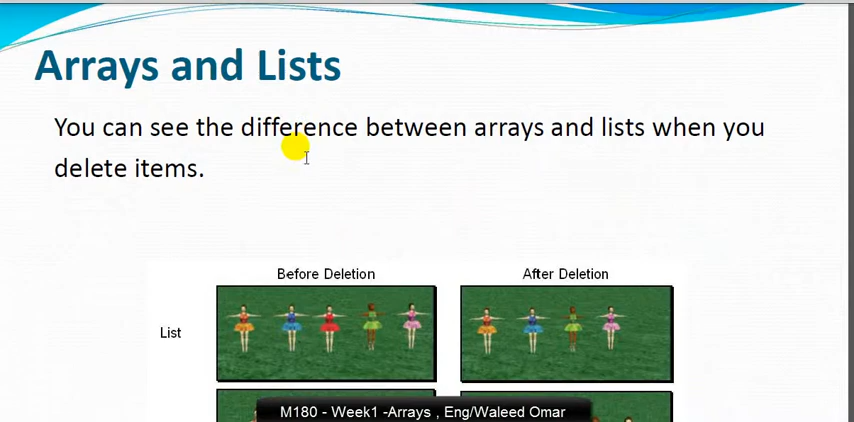 Arrays and Lists
You can see the difference between arrays and lists when you
delete items.
Before Deletion After Deletion
List
M180 - Week1 -Arrays , Eng/Waleed Omar